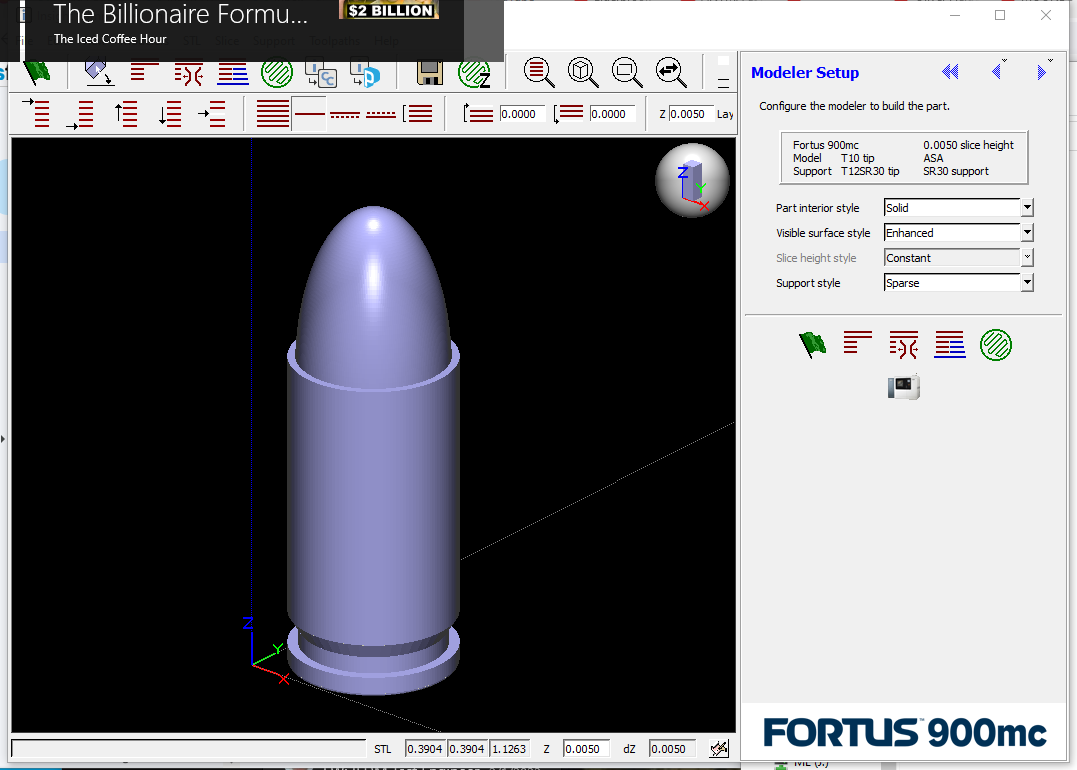 The Billionaire Formu...
The Iced Coffee Hour
$2 BILLION
0.0000
0.0000
Z 0.0050 Lay
Z
Y
X
Z
Y
X
STL 0.3904 0.3904 1.1263 Z 0.0050 dZ 0.0050
Modeler Setup
Configure the modeler to build the part.
Fortus 900mc 0.0050 slice height
Model T10 tip ASA
Support T12SR30 tip SR30 support
Part interior style Solid
Visible surface style Enhanced
Slice height style Constant
Support style Sparse
FORTUS 900mc